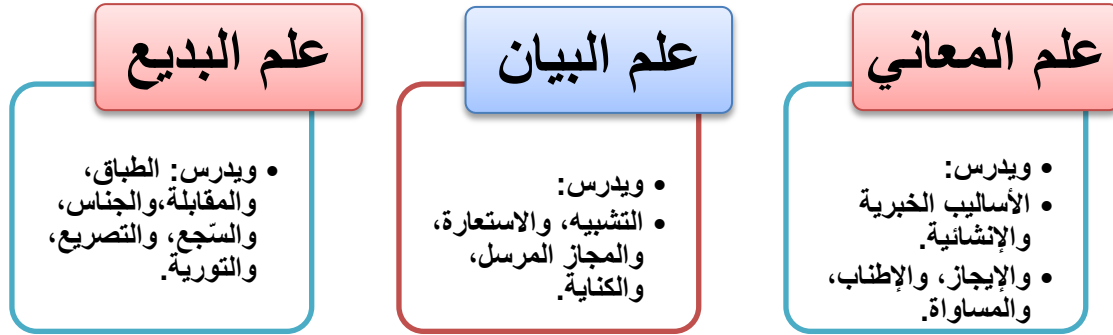 علم المعاني
• ويدرس:
• الأساليب الخبرية
والإنشائية.
• والإيجاز، والإطناب،
والمساواة.
علم البيان
• ويدرس:
• التشبيه، والاستعارة،
والمجاز المرسل،
والكناية.
علم البديع
• ويدرس: الطباق،
والمقابلة،والجناس،
والسّجع، والتصريع،
والتورية.